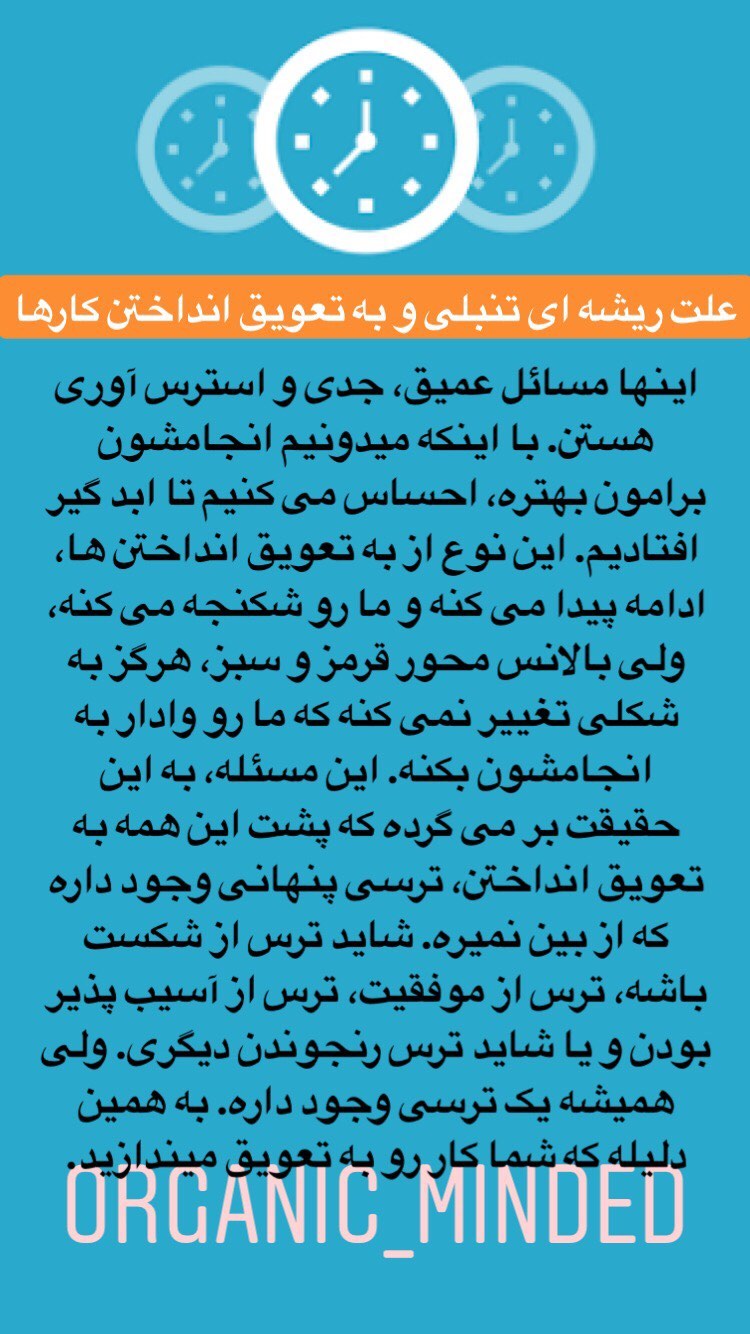 علت ریشه ای تنبلی و به تعویق انداختن کارها
اینها مسائل عمیق، جدی و استرس آوری
هستن. با اینکه میدونیم انجامشون
برامون بهتره، احساس می کنیم تا ابد گیر
افتادیم. این نوع از به تعویق انداختن ها،
ادامه پیدا می کنه و ما رو شکنجه می کنه،
ولی بالانس محور قرمز و سبز، هرگز به
شکلی تغییر نمی کنه که ما رو وادار به
انجامشون بکنه. این مسئله، به این
حقیقت بر می گرده که پشت این همه به
تعویق انداختن، ترسی پنهانی وجود داره
که از بین نمیره. شاید ترس از شکست
باشه، ترس از موفقیت، ترس از آسیب پذیر
بودن و یا شاید ترس رنجوندن دیگری. ولی
همیشه یک ترسی وجود داره. به همین
دلیله که شما کار رو به تعویق میندازید.
ORGANIC_MINDED